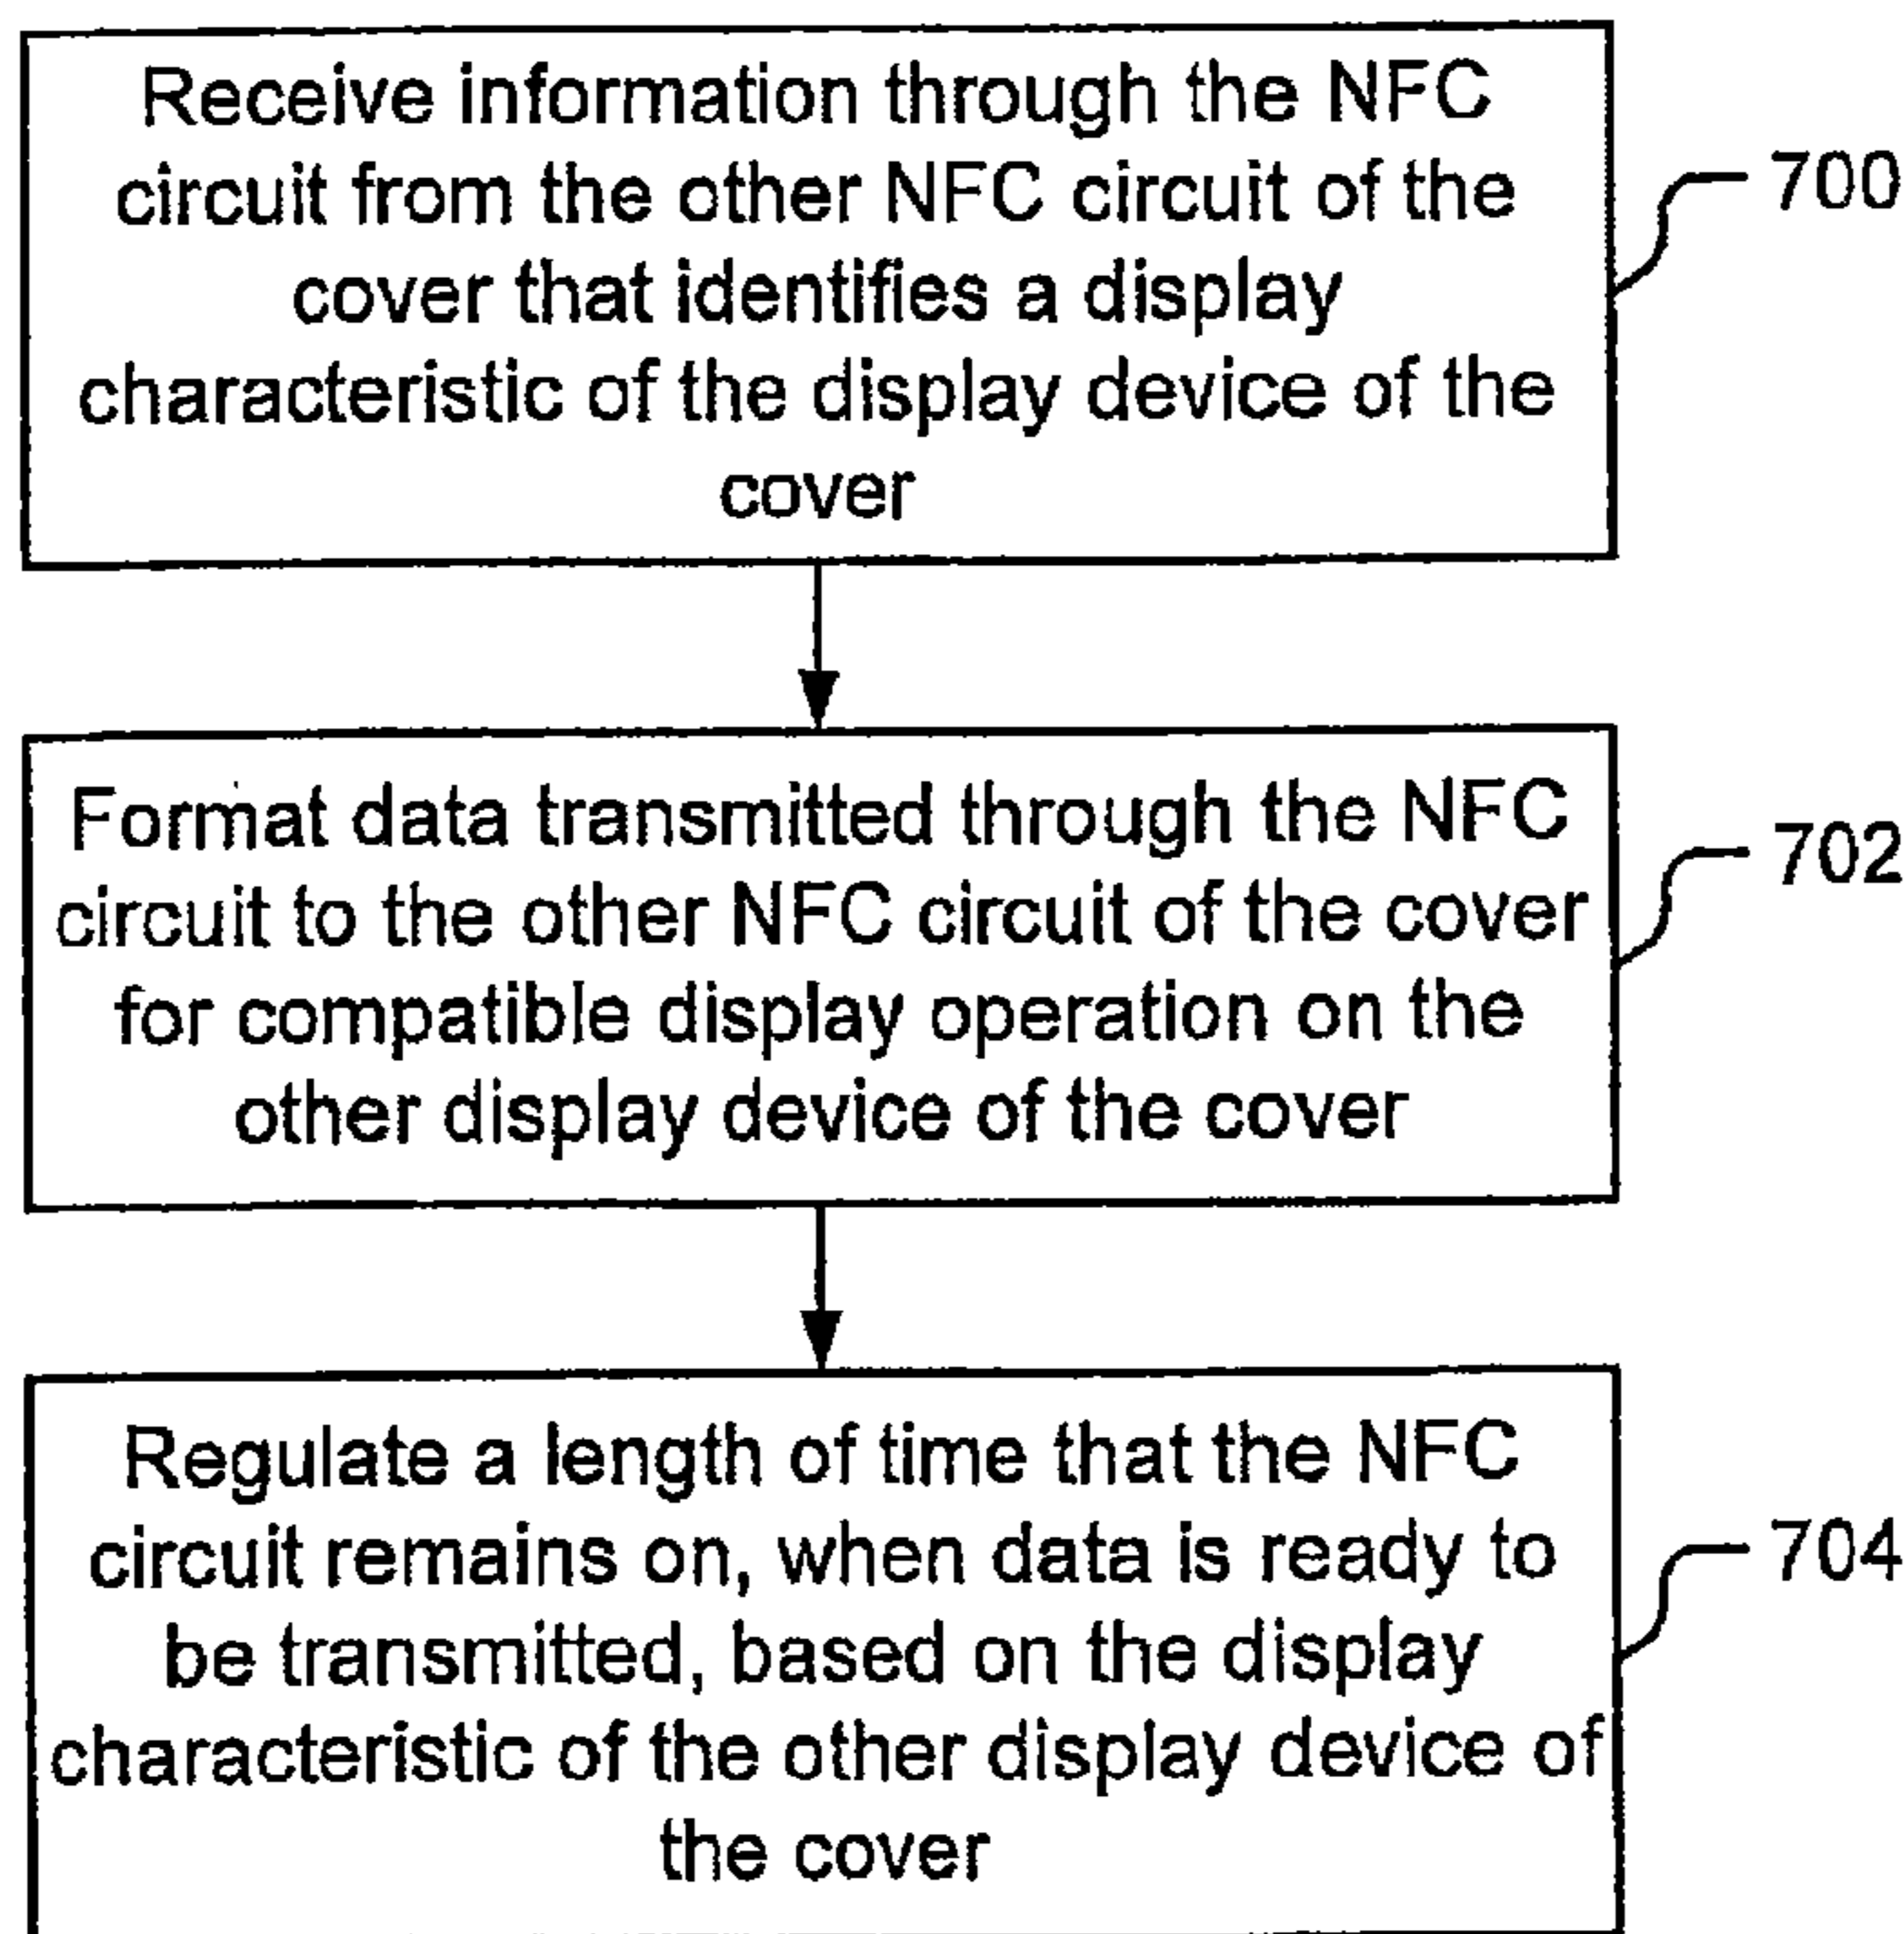 Receive information through the NFC
circuit from the other NFC circuit of the
cover that identifies a display
characteristic of the display device of the
cover
700
Format data transmitted through the NFC
circuit to the other NFC circuit of the cover
for compatible display operation on the
other display device of the cover
702
Regulate a length of time that the NFC
circuit remains on, when data is ready to
be transmitted, based on the display
characteristic of the other display device of
the cover
704